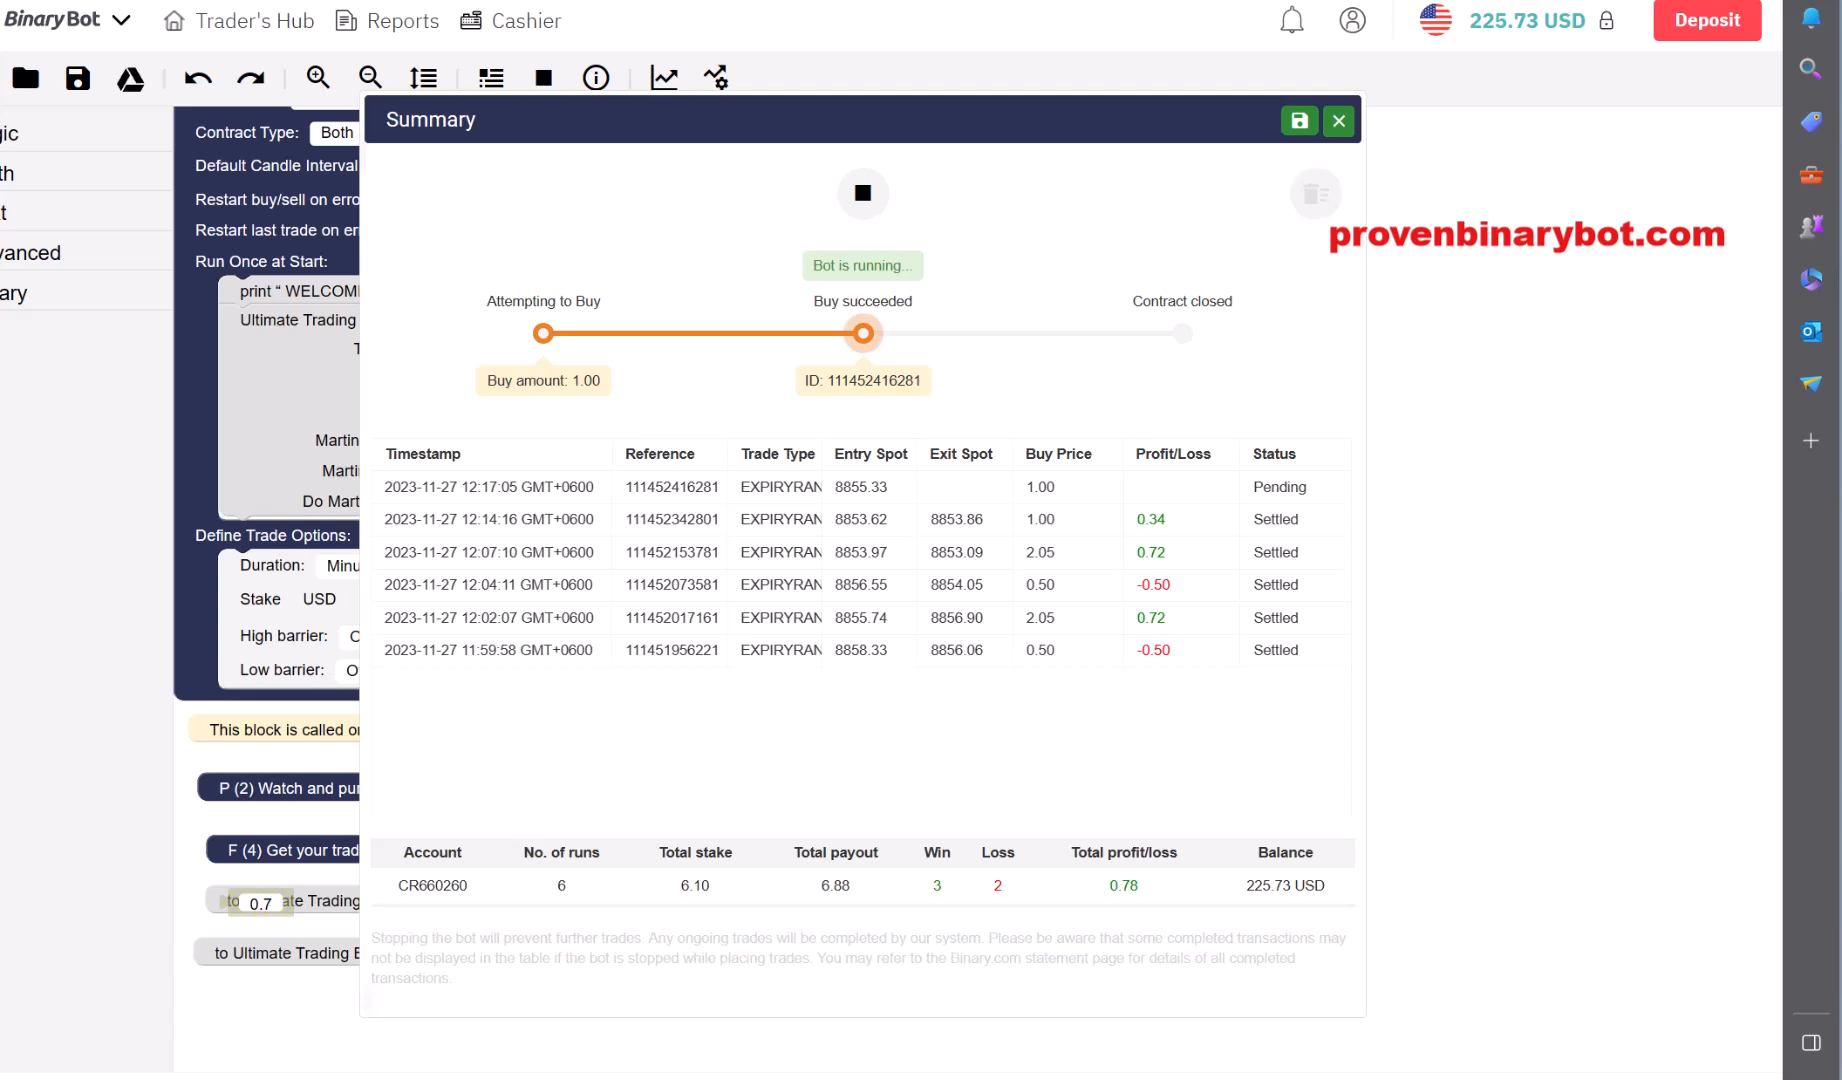 Binary Bot
Trader's Hub
Reports
Cashier
225.73 USD
Deposit
Contract Type: Both
Default Candle Interval
Restart buy/sell on erro
Restart last trade on er
Run Once at Start:
print “ WELCOM
Ultimate Trading
T
Martin
Marti
Do Mart
Define Trade Options:
Duration: Minu
Stake USD
High barrier: O
Low barrier: O
This block is called o
P (2) Watch and pur
F (4) Get your trad
to 0.7 ate Trading
to Ultimate Trading E
gic
th
t
vanced
ary
Summary
provenbinarybot.com
Bot is running...
Attempting to Buy Buy succeeded Contract closed
Buy amount: 1.00 ID: 111452416281
Timestamp Reference Trade Type Entry Spot Exit Spot Buy Price Profit/Loss Status
2023-11-27 12:17:05 GMT+0600 111452416281 EXPIRYRAN 8855.33 1.00 Pending
2023-11-27 12:14:16 GMT+0600 111452342801 EXPIRYRAN 8853.62 8853.86 1.00 0.34 Settled
2023-11-27 12:07:10 GMT+0600 111452153781 EXPIRYRAN 8853.97 8853.09 2.05 0.72 Settled
2023-11-27 12:04:11 GMT+0600 111452073581 EXPIRYRAN 8856.55 8854.05 0.50 -0.50 Settled
2023-11-27 12:02:07 GMT+0600 111452017161 EXPIRYRAN 8855.74 8856.90 2.05 0.72 Settled
2023-11-27 11:59:58 GMT+0600 111451956221 EXPIRYRAN 8858.33 8856.06 0.50 -0.50 Settled
Account No. of runs Total stake Total payout Win Loss Total profit/loss Balance
CR660260 6 6.10 6.88 3 2 0.78 225.73 USD
Stopping the bot will prevent further trades. Any ongoing trades will be completed by our system. Please be aware that some completed transactions may
not be displayed in the table if the bot is stopped while placing trades. You may refer to the Binary.com statement page for details of all completed
transactions.